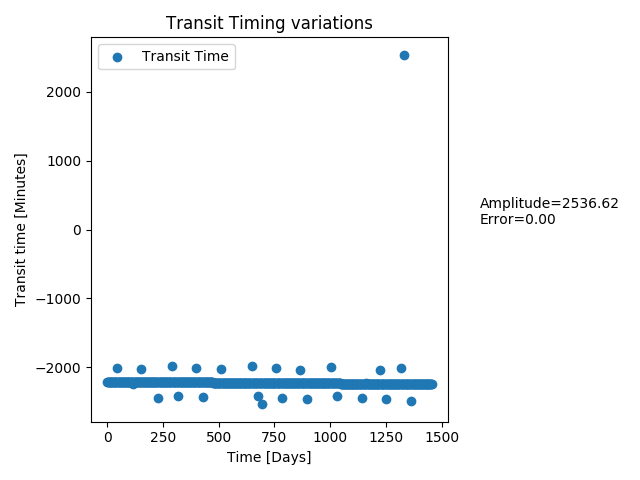 Transit Timing variations
Transit Time
2000
1000
0
−1000
−2000
Transit time [Minutes]
0 250 500 750 1000 1250 1500
Time [Days]
Amplitude=2536.62
Error=0.00